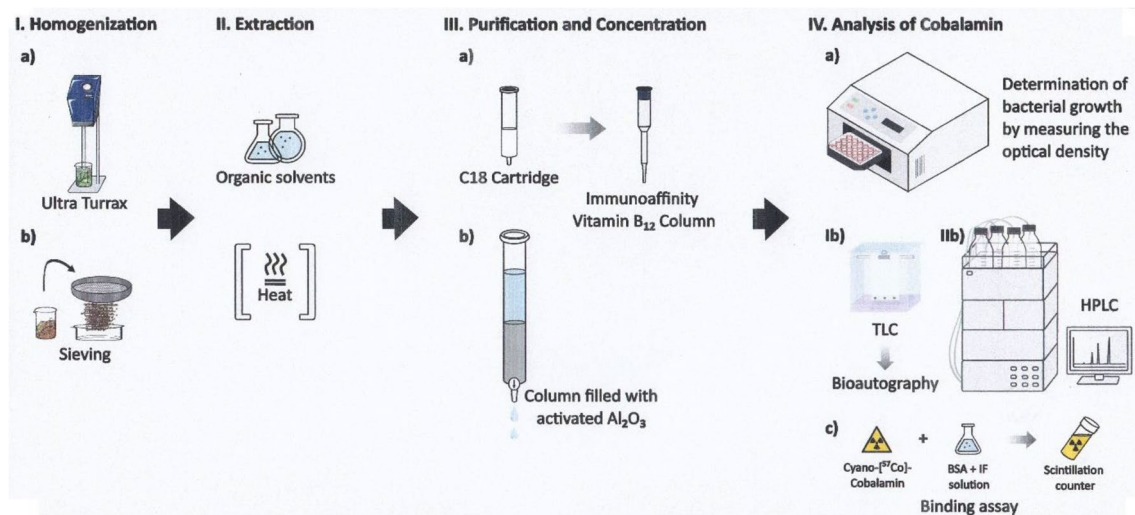 I. Homogenization
a)
Ultra Turrax
b)
Sieving
II. Extraction
Organic solvents
Heat
III. Purification and Concentration
a)
C18 Cartridge
Immunoaffinity
Vitamin B₁₂ Column
b)
Column filled with
activated Al₂O₃
IV. Analysis of Cobalamin
a)
Determination of
bacterial growth
by measuring the
optical density
Ib)
TLC
Bioautography
IIb)
HPLC
c)
Cyano-[⁵⁷Co]-
Cobalamin
+
BSA + IF
solution
Scintillation
counter
Binding assay